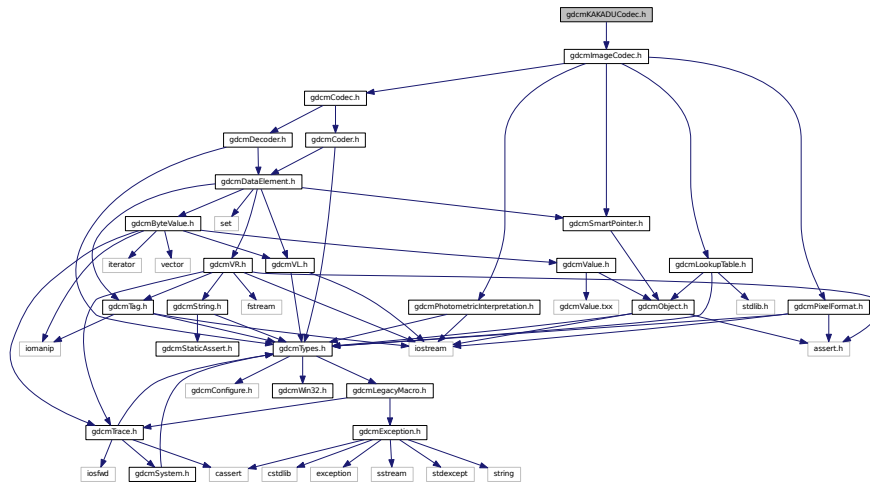 gdcmKAKADUCodec.h
gdcmImageCodec.h
gdcmCodec.h
gdcmDecoder.h
gdcmCoder.h
gdcmDataElement.h
gdcmByteValue.h
set
gdcmSmartPointer.h
iterator
vector
gdcmVR.h
gdcmVL.h
gdcmValue.h
gdcmLookupTable.h
gdcmTag.h
gdcmString.h
fstream
gdcmPhotometricInterpretation.h
gdcmValue.txx
gdcmObject.h
stdlib.h
gdcmPixelFormat.h
iomanip
gdcmStaticAssert.h
gdcmTypes.h
iostream
assert.h
gdcmConfigure.h
gdcmWin32.h
gdcmLegacyMacro.h
gdcmTrace.h
gdcmException.h
iosfwd
gdcmSystem.h
cassert
cstdlib
exception
sstream
stdexcept
string